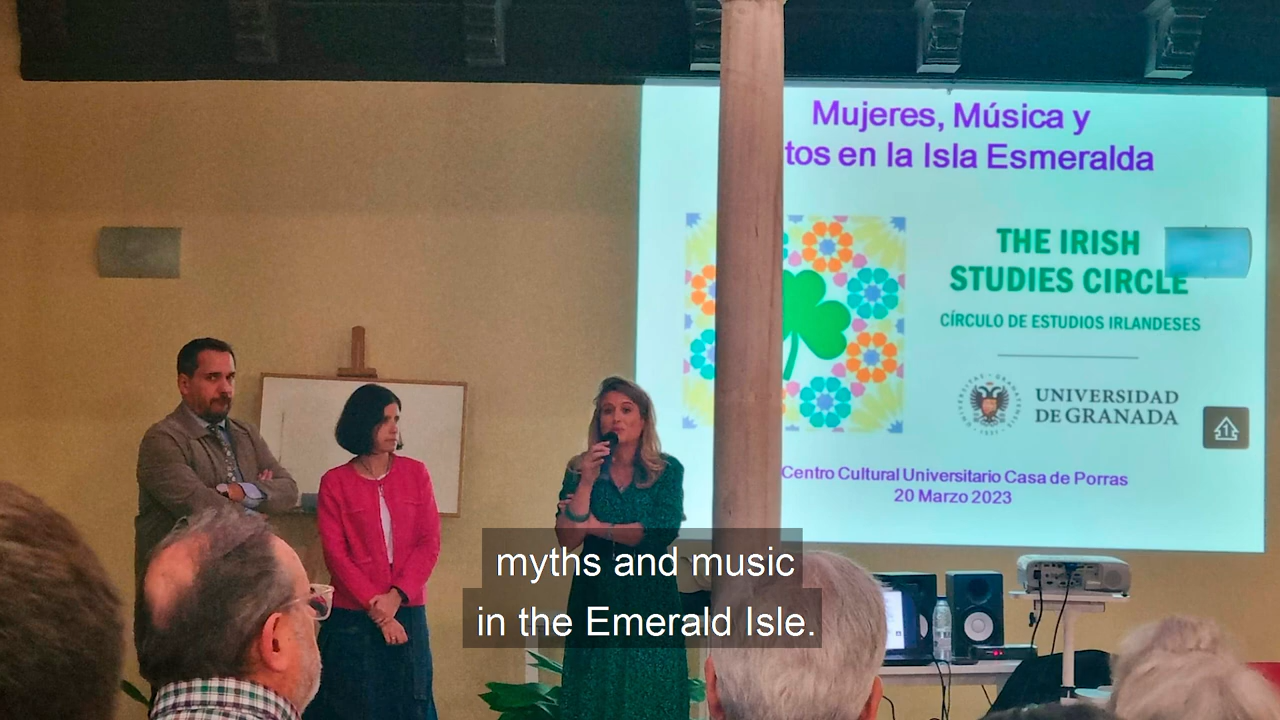 Mujeres, Música y
tos en la Isla Esmeralda
THE IRISH
STUDIES CIRCLE
CÍRCULO DE ESTUDIOS IRLANDESES
UNIVERSIDAD
DE GRANADA
Centro Cultural Universitario Casa de Porras
20 Marzo 2023
myths and music
in the Emerald Isle.